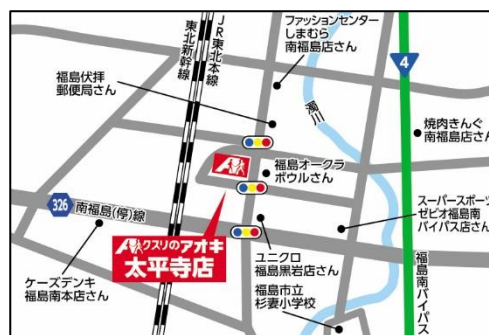 ファッションセンター
しまむら
南福島店さん
JR東北本線
東北新幹線
4
福島伏拝
郵便局さん
濁川
焼肉きんぐ
南福島店さん
A
福島オークラ
ボウルさん
326
南福島(停)線
スーパースポーツ
ゼビオ福島南
バイパス店さん
クスリのアオキ
太平寺店
ユニクロ
福島黒岩店さん
ケーズデンキ
福島南本店さん
福島市立
杉妻小学校
福島南バイパス